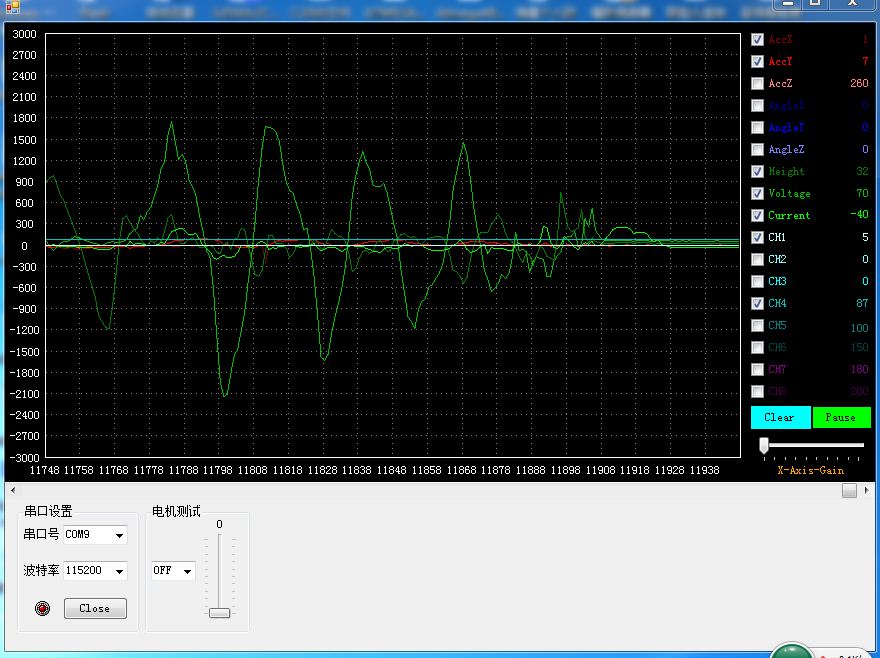 3000
2700
2400
2100
1800
1500
1200
900
600
300
0
-300
-600
-900
-1200
-1500
-1800
-2100
-2400
-2700
-3000
11748 11758 11768 11778 11788 11798 11808 11818 11828 11838 11848 11858 11868 11878 11888 11898 11908 11918 11928 11938
AccX 1
AccY 7
AccZ 260
AngleX 0
AngleY 0
AngleZ 0
Height 32
Voltage 70
Current -40
CH1 5
CH2 0
CH3 0
CH4 87
CH5 100
CH6 150
CH7 180
CH8 200
Clear Pause
X-Axis-Gain
串口设置
串口号 COM9
波特率 115200
Close
电机测试
0
OFF